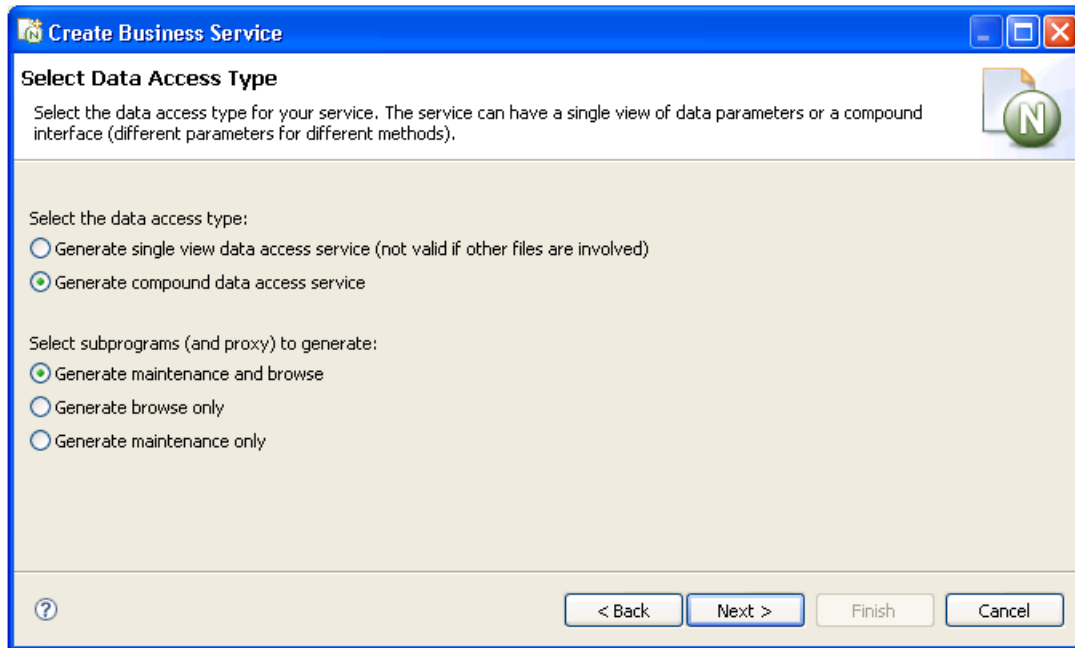 Create Business Service
Select Data Access Type
Select the data access type for your service. The service can have a single view of data parameters or a compound
interface (different parameters for different methods).
N
Select the data access type:
Generate single view data access service (not valid if other files are involved)
Generate compound data access service
Select subprograms (and proxy) to generate:
Generate maintenance and browse
Generate browse only
Generate maintenance only
?
< Back
Next >
Finish
Cancel